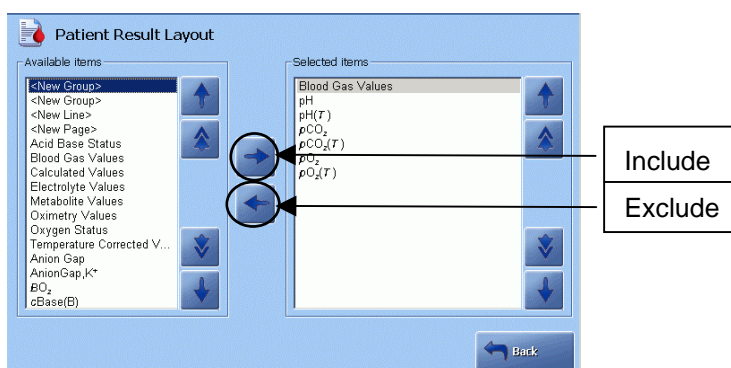 Patient Result Layout
Available items
<New Group>
<New Group>
<New Line>
<New Page>
Acid Base Status
Blood Gas Values
Calculated Values
Electrolyte Values
Metabolite Values
Oximetry Values
Oxygen Status
Temperature Corrected V...
Anion Gap
AnionGap,K⁺
BO₂
cBase(B)
Selected items
Blood Gas Values
pH
pH(T)
pCO₂
pCO₂(T)
pO₂
pO₂(T)
Include
Exclude
Back